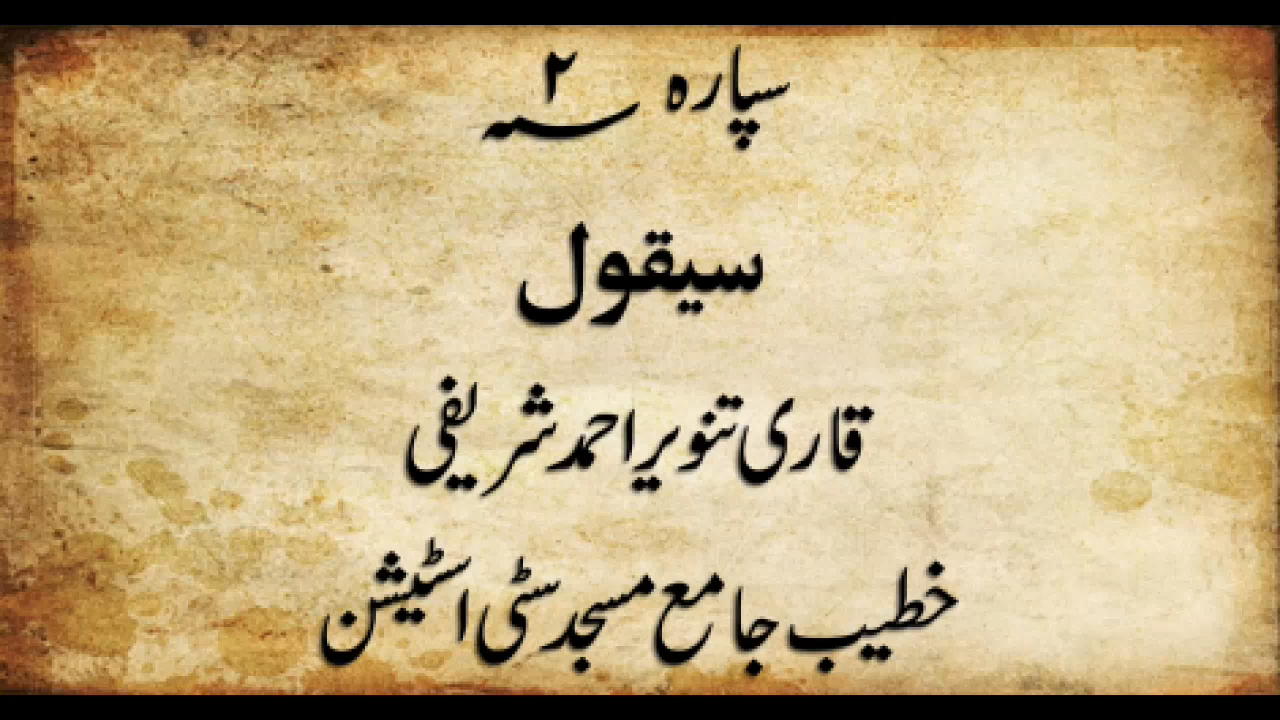 سپارہ ۲؁
سیقول
قاری تنویر احمد شریفی
خطیب جامع مسجد سٹی اسٹیشن